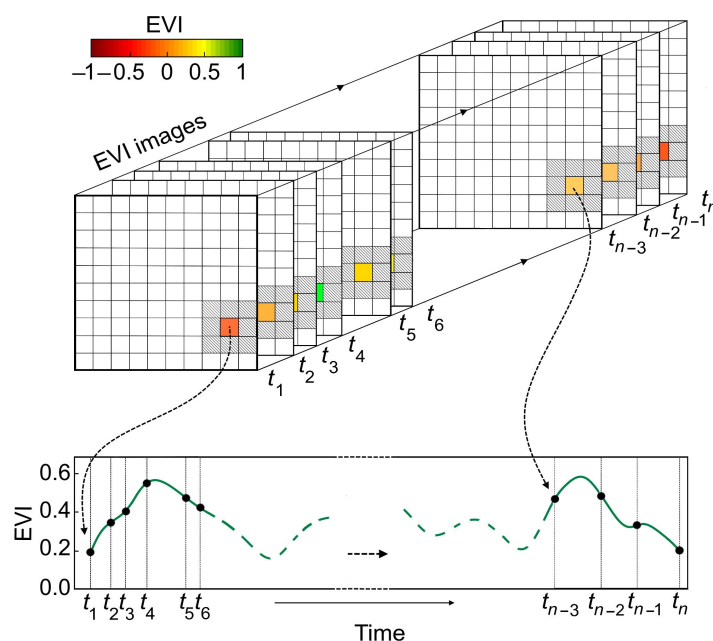 EVI
−1−0.5 0 0.5 1
EVI images
t1
t2
t3
t4
t5
t6
tn−3
tn−2
tn−1
tn
EVI
0.6
0.4
0.2
0.0
t1 t2 t3 t4 t5 t6 tn−3 tn−2 tn−1 tn
Time